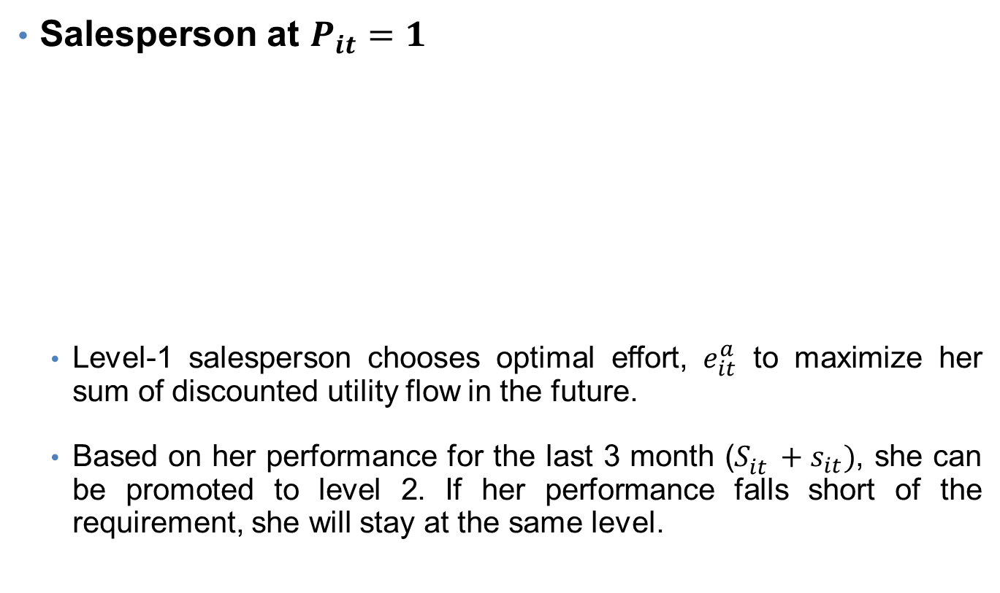 • Salesperson at 𝑷𝒊𝒕 = 𝟏
• Level-1 salesperson chooses optimal effort, $e_{it}^{a}$ to maximize her
sum of discounted utility flow in the future.
• Based on her performance for the last 3 month ($S_{it}$ + $s_{it}$), she can
be promoted to level 2. If her performance falls short of the
requirement, she will stay at the same level.